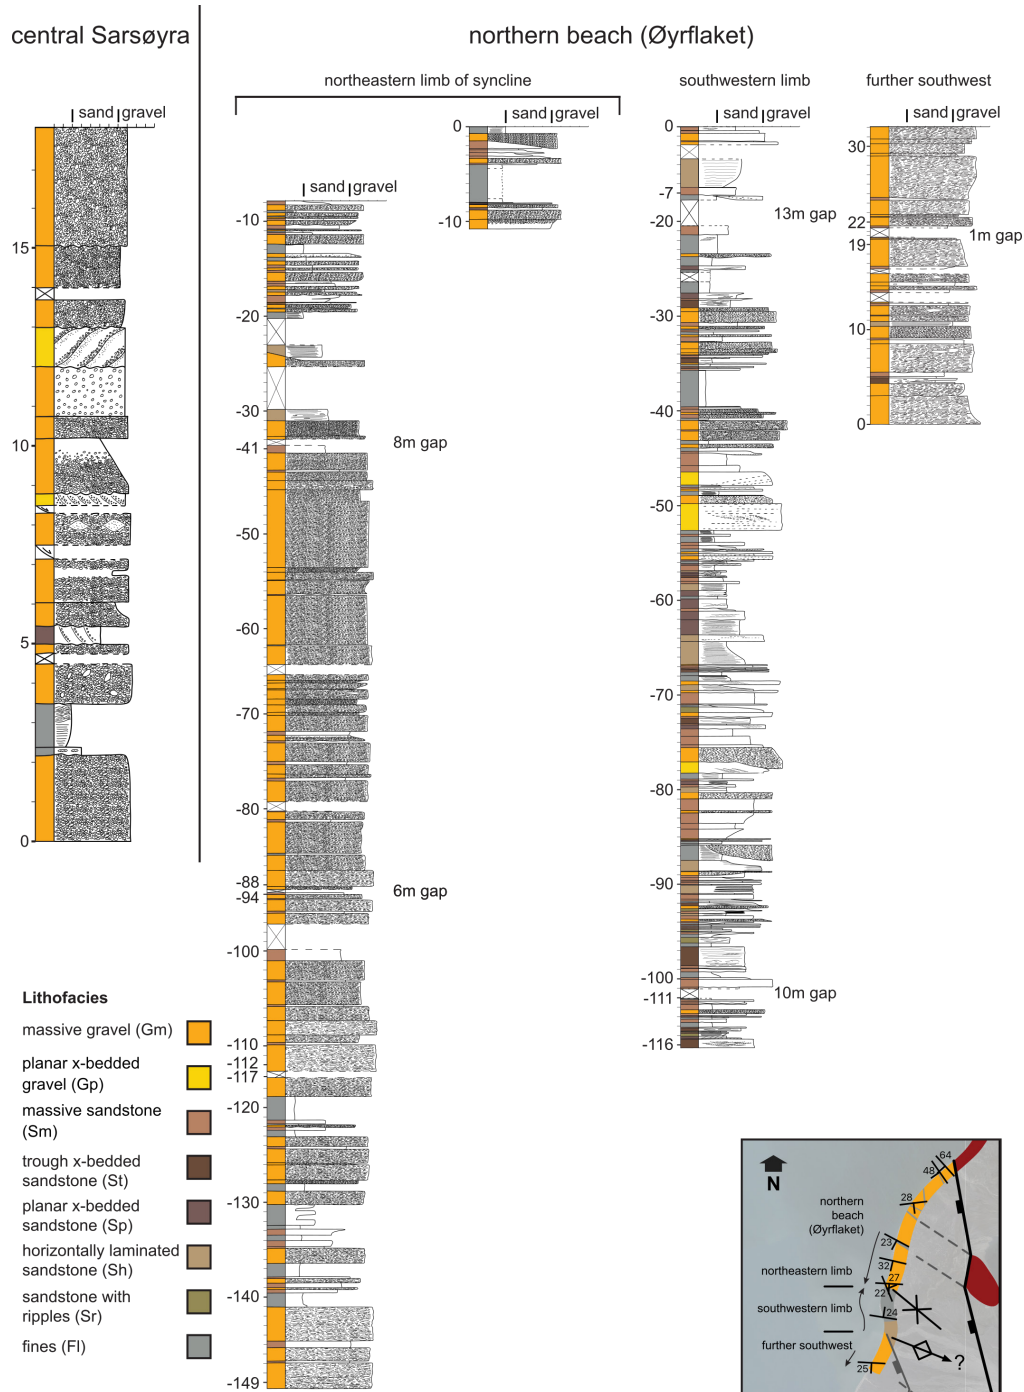 central Sarsøyra
northern beach (Øyrflaket)
northeastern limb of syncline
southwestern limb
further southwest
sand gravel
15
10
5
0
sand gravel
0
-10
sand gravel
-10
-20
-30
-41
8m gap
-50
-60
-70
-80
-88
-94
6m gap
-100
-110
-112
-117
-120
-130
-140
-149
sand gravel
0
-7
13m gap
-20
-30
-40
-50
-60
-70
-80
-90
-100
-111
10m gap
-116
sand gravel
30
22
1m gap
19
10
0
Lithofacies
massive gravel (Gm)
planar x-bedded
gravel (Gp)
massive sandstone
(Sm)
trough x-bedded
sandstone (St)
planar x-bedded
sandstone (Sp)
horizontally laminated
sandstone (Sh)
sandstone with
ripples (Sr)
fines (Fl)
N
northern
beach
(Øyrflaket)
northeastern limb
southwestern limb
further southwest
64
48
28
23
32
27
22
24
25
?